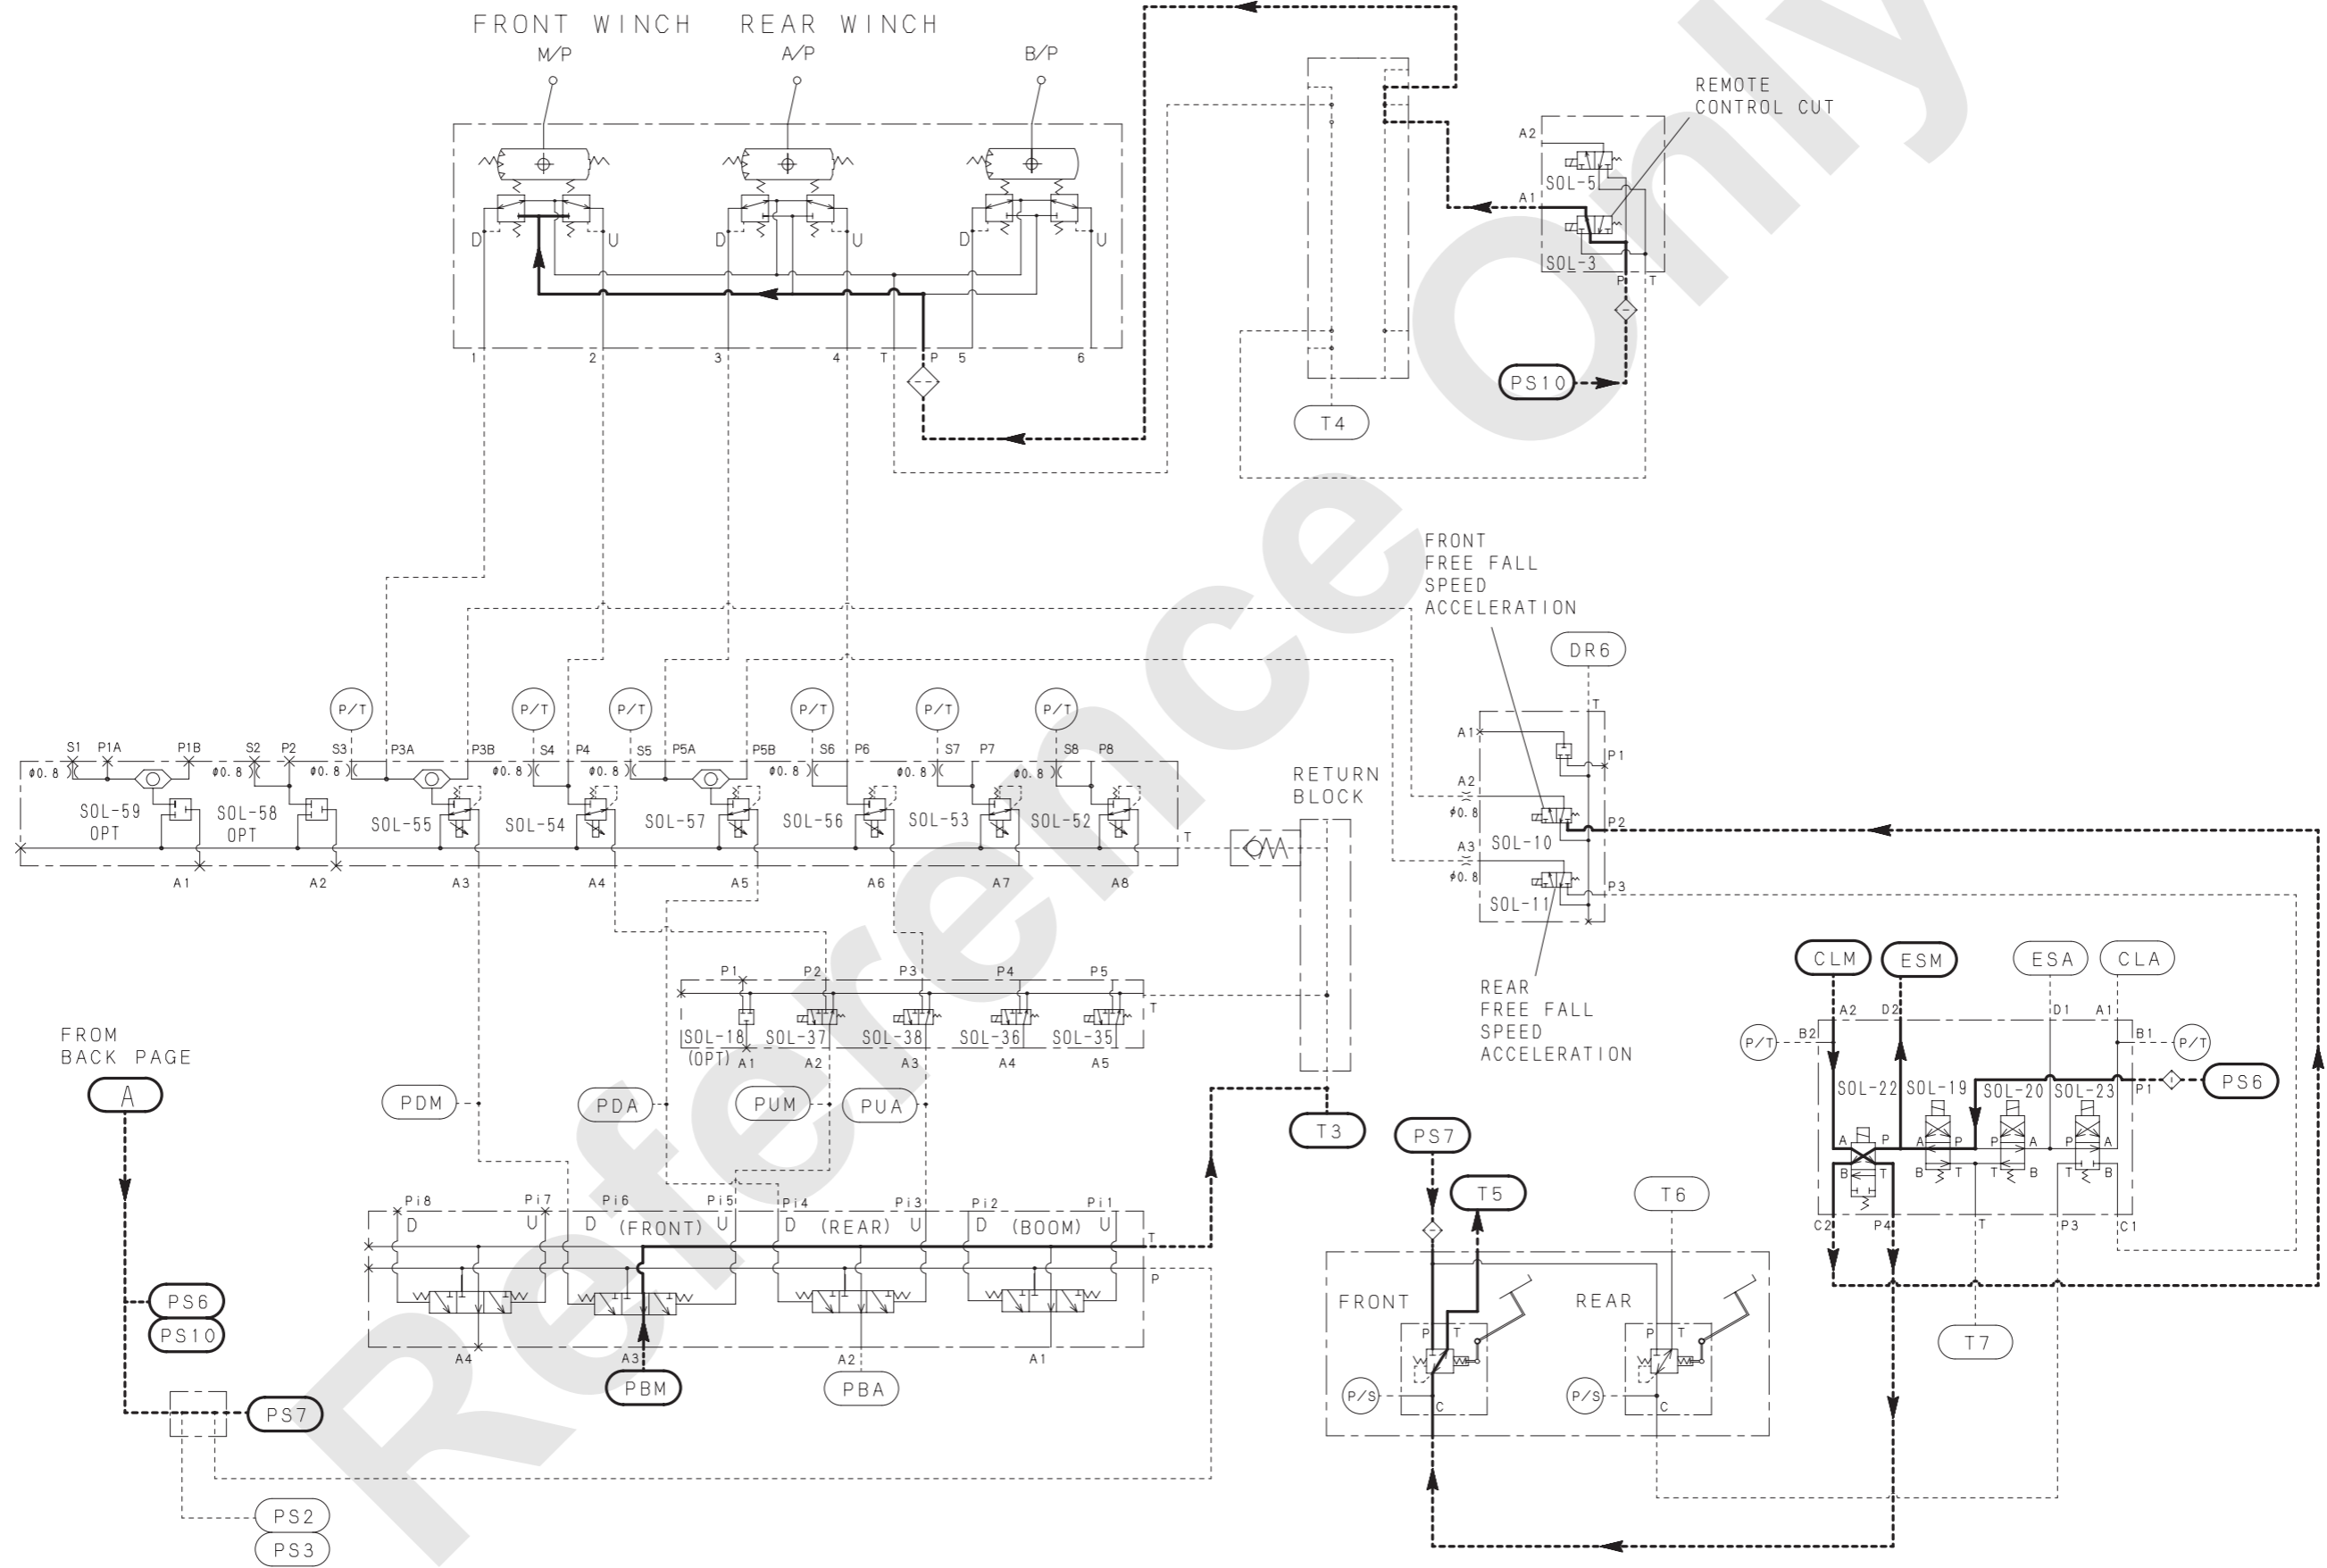 FRONT WINCH REAR WINCH
M/P A/P B/P
REMOTE
CONTROL CUT
A2
SOL-5
A1
SOL-3
P T
D U D U D U
1 2 3 4 T P 5 6
PS10
T4
FRONT
FREE FALL
SPEED
ACCELERATION
DR6
T
P/T P/T P/T P/T P/T P/T
S1 P1A P1B S2 P2 S3 P3A P3B S4 P4 S5 P5A P5B S6 P6 S7 P7 S8 P8
φ0.8 φ0.8 φ0.8 φ0.8 φ0.8 φ0.8 φ0.8 φ0.8
SOL-59
OPT
SOL-58
OPT
SOL-55 SOL-54 SOL-57 SOL-56 SOL-53 SOL-52
T
A1 A2 A3 A4 A5 A6 A7 A8
RETURN
BLOCK
A1 P1
A2
φ0.8
P2
SOL-10
A3
φ0.8
P3
SOL-11
REAR
FREE FALL
SPEED
ACCELERATION
P1 P2 P3 P4 P5
T
SOL-18
(OPT)
SOL-37 SOL-38 SOL-36 SOL-35
A1 A2 A3 A4 A5
CLM ESM ESA CLA
A2 D2 D1 A1
P/T B2 B1 P/T
SOL-22 SOL-19 SOL-20 SOL-23
P1 PS6
A P A P P A P A
B T B T T B T B
C2 P4 T P3 C1
T7
FROM
BACK PAGE
A
PDM PDA PUM PUA
T3
PS7
T5 T6
Pi8 Pi7 Pi6 Pi5 Pi4 Pi3 Pi2 Pi1
D U D (FRONT) U D (REAR) U D (BOOM) U
T
P
A4 A3 A2 A1
PBM PBA
PS6
PS10
PS7
PS2
PS3
FRONT REAR
P T P T
P/S P/S
C C
Reference Only